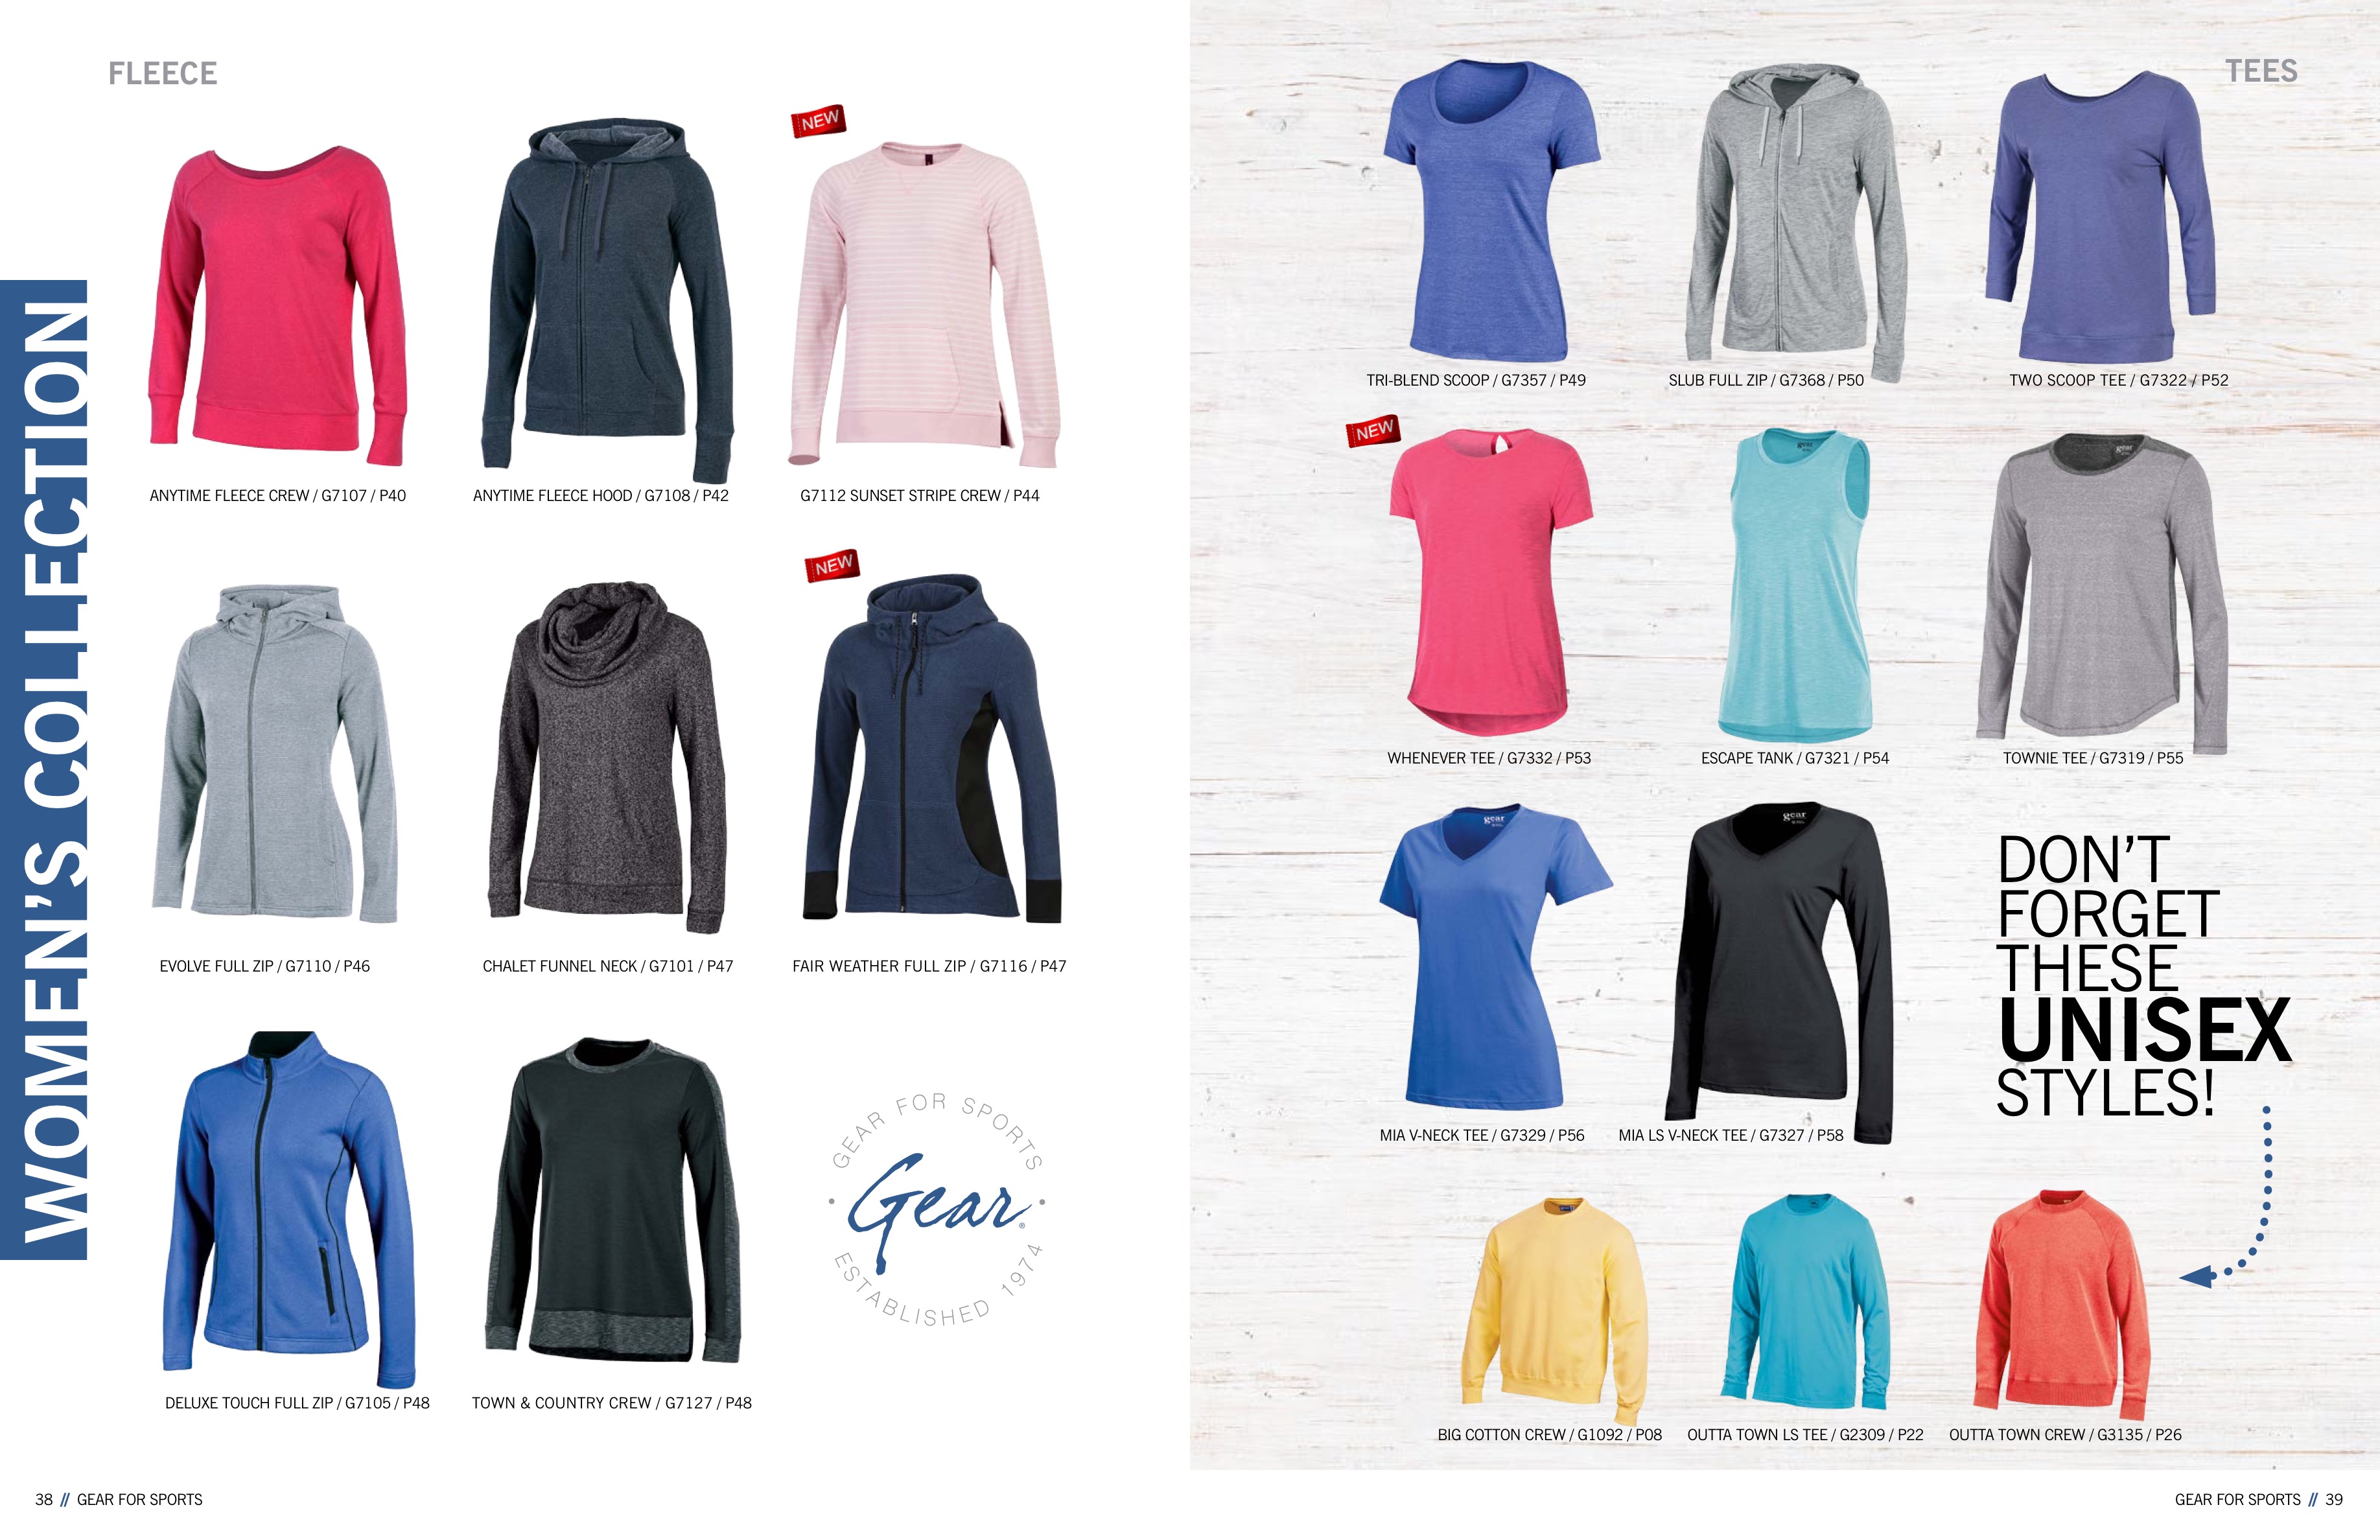 WOMEN'S COLLECTION
FLEECE
NEW
ANYTIME FLEECE CREW / G7107 / P40
ANYTIME FLEECE HOOD / G7108 / P42
G7112 SUNSET STRIPE CREW / P44
NEW
EVOLVE FULL ZIP / G7110 / P46
CHALET FUNNEL NECK / G7101 / P47
FAIR WEATHER FULL ZIP / G7116 / P47
GEAR FOR SPORTS
Gear®
ESTABLISHED 1974
DELUXE TOUCH FULL ZIP / G7105 / P48
TOWN & COUNTRY CREW / G7127 / P48
38 // GEAR FOR SPORTS
TEES
TRI-BLEND SCOOP / G7357 / P49
SLUB FULL ZIP / G7368 / P50
TWO SCOOP TEE / G7322 / P52
NEW
gear
gear
WHENEVER TEE / G7332 / P53
ESCAPE TANK / G7321 / P54
TOWNIE TEE / G7319 / P55
gear
gear
MIA V-NECK TEE / G7329 / P56
MIA LS V-NECK TEE / G7327 / P58
DON'T
FORGET
THESE
UNISEX
STYLES!
BIG COTTON CREW / G1092 / P08
OUTTA TOWN LS TEE / G2309 / P22
OUTTA TOWN CREW / G3135 / P26
GEAR FOR SPORTS // 39